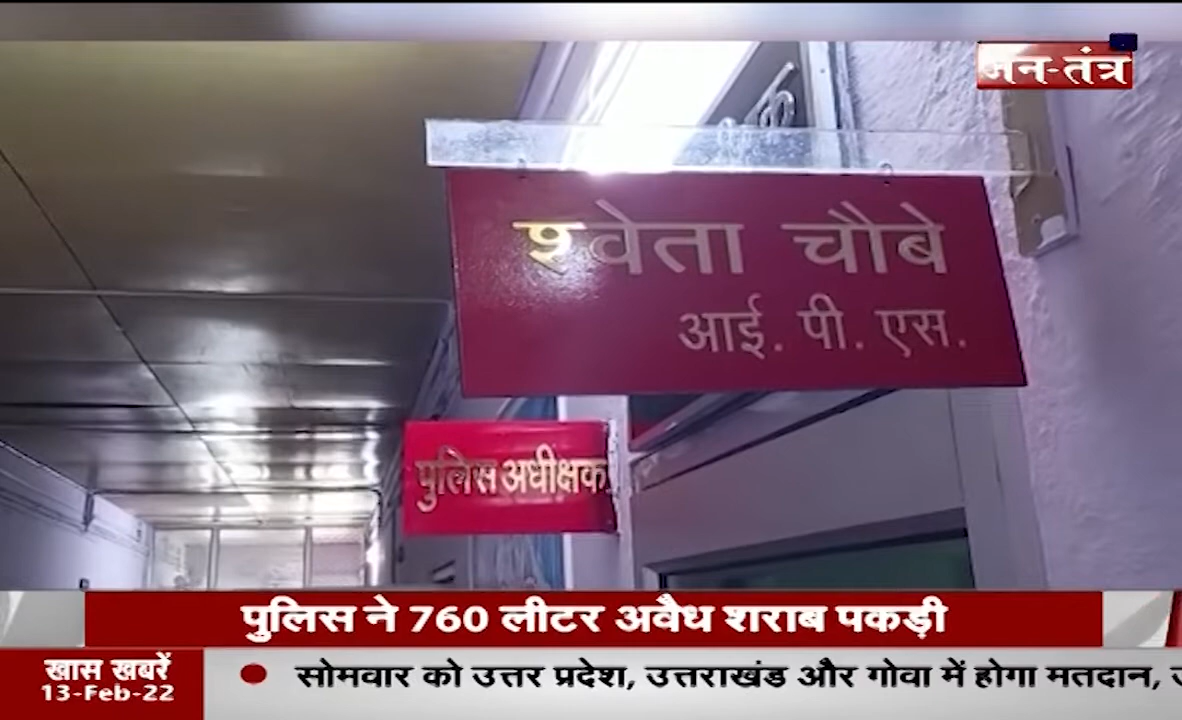 जन-तंत्र
श्वेता चौबे
आई. पी. एस.
पुलिस अधीक्षक
पुलिस ने 760 लीटर अवैध शराब पकड़ी
खास खबरें
13-Feb-22
सोमवार को उत्तर प्रदेश, उत्तराखंड और गोवा में होगा मतदान,